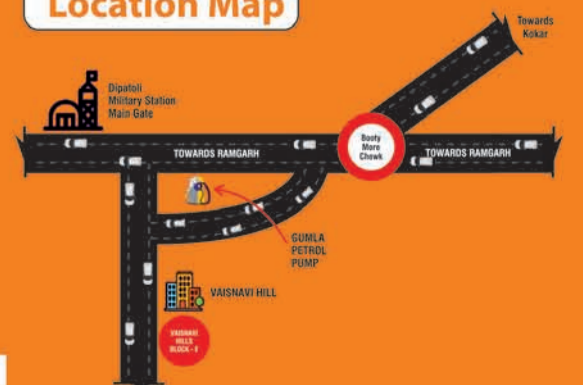 Location Map
Towards
Kokar
Dipatoli
Military Station
Main Gate
Booty
More
Chowk
TOWARDS RAMGARH
TOWARDS RAMGARH
GUMLA
PETROL
PUMP
VAISNAVI HILL
VAISNAVI
HILLS
BLOCK -